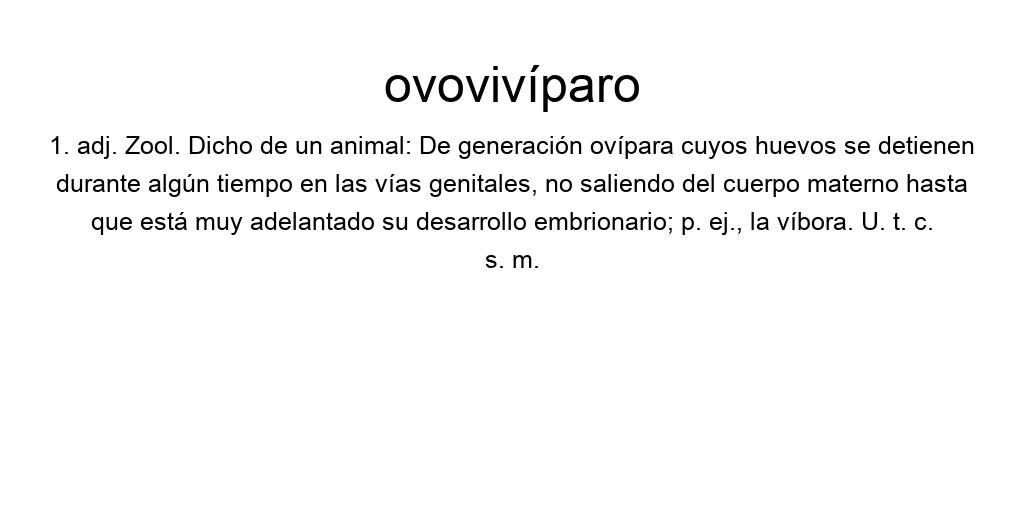 ovovivíparo
1. adj. Zool. Dicho de un animal: De generación ovípara cuyos huevos se detienen
durante algún tiempo en las vías genitales, no saliendo del cuerpo materno hasta
que está muy adelantado su desarrollo embrionario; p. ej., la víbora. U. t. c.
s. m.